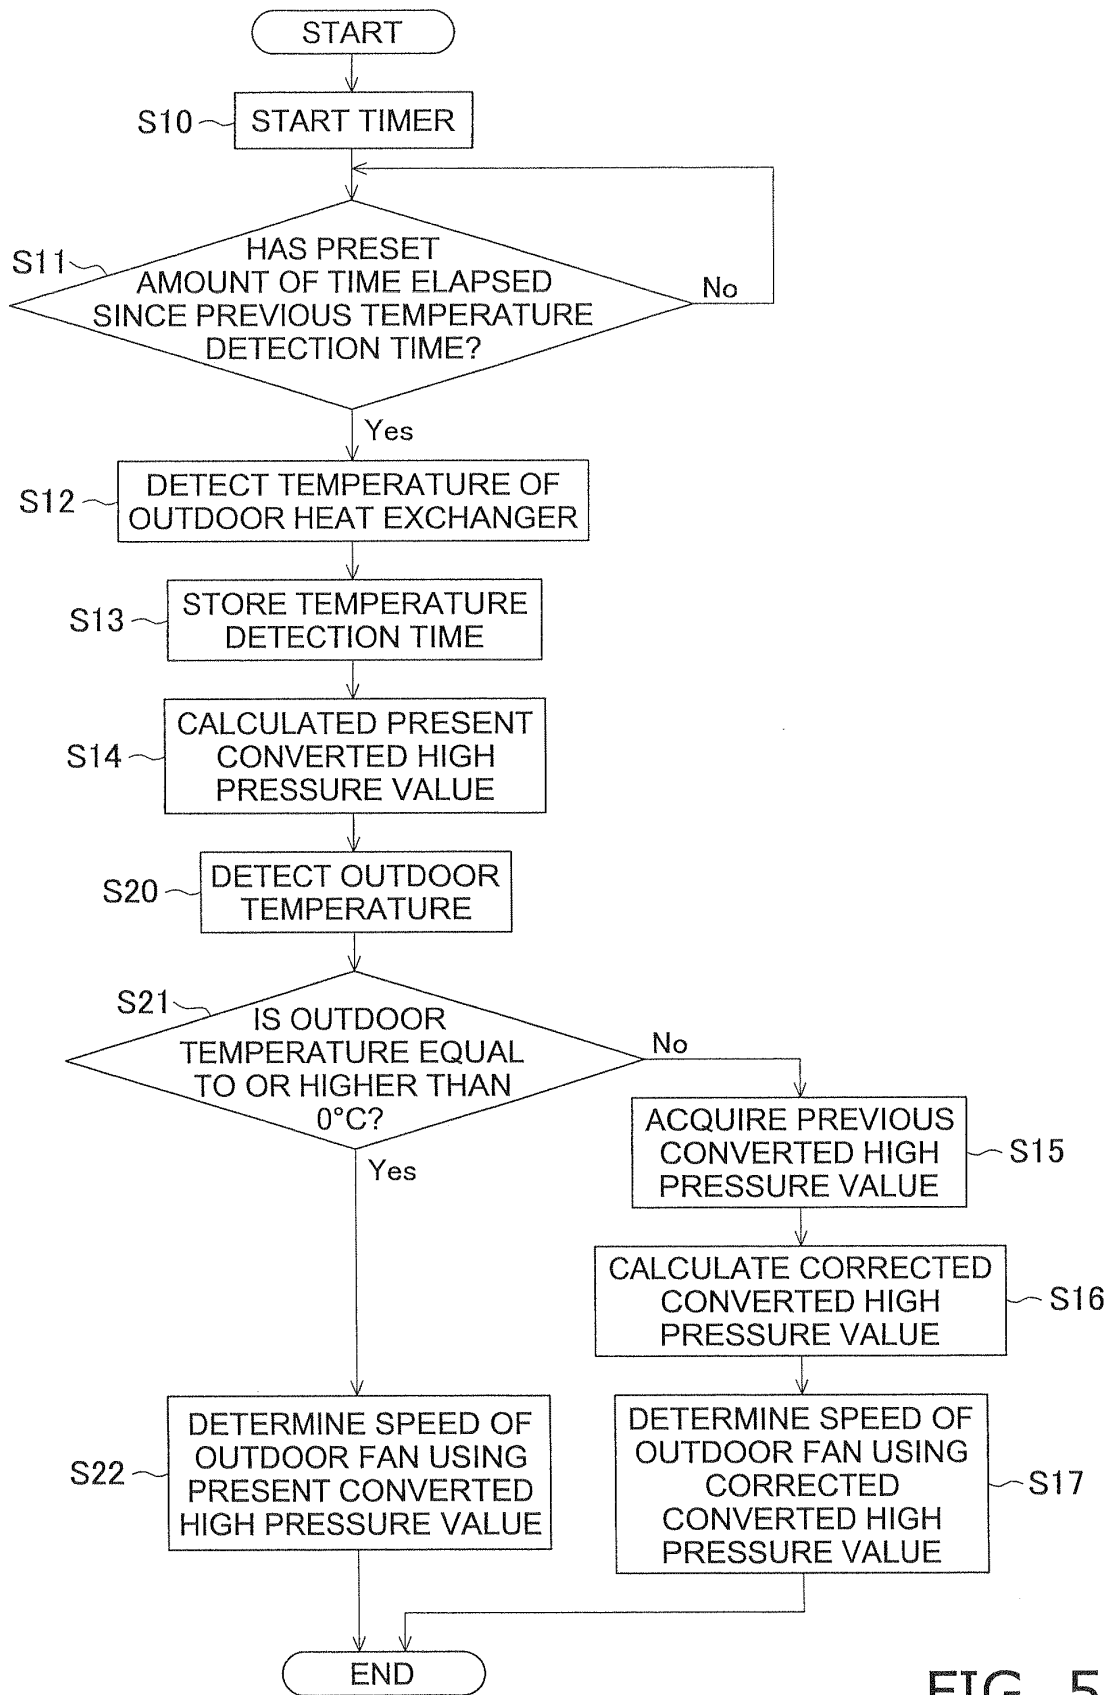 START
S10
START TIMER
S11
HAS PRESET
AMOUNT OF TIME ELAPSED
SINCE PREVIOUS TEMPERATURE
DETECTION TIME?
No
Yes
S12
DETECT TEMPERATURE OF
OUTDOOR HEAT EXCHANGER
S13
STORE TEMPERATURE
DETECTION TIME
S14
CALCULATED PRESENT
CONVERTED HIGH
PRESSURE VALUE
S20
DETECT OUTDOOR
TEMPERATURE
S21
IS OUTDOOR
TEMPERATURE EQUAL
TO OR HIGHER THAN
0°C?
No
Yes
ACQUIRE PREVIOUS
CONVERTED HIGH
PRESSURE VALUE
S15
CALCULATE CORRECTED
CONVERTED HIGH
PRESSURE VALUE
S16
S22
DETERMINE SPEED OF
OUTDOOR FAN USING
PRESENT CONVERTED
HIGH PRESSURE VALUE
DETERMINE SPEED OF
OUTDOOR FAN USING
CORRECTED
CONVERTED HIGH
PRESSURE VALUE
S17
END
FIG. 5